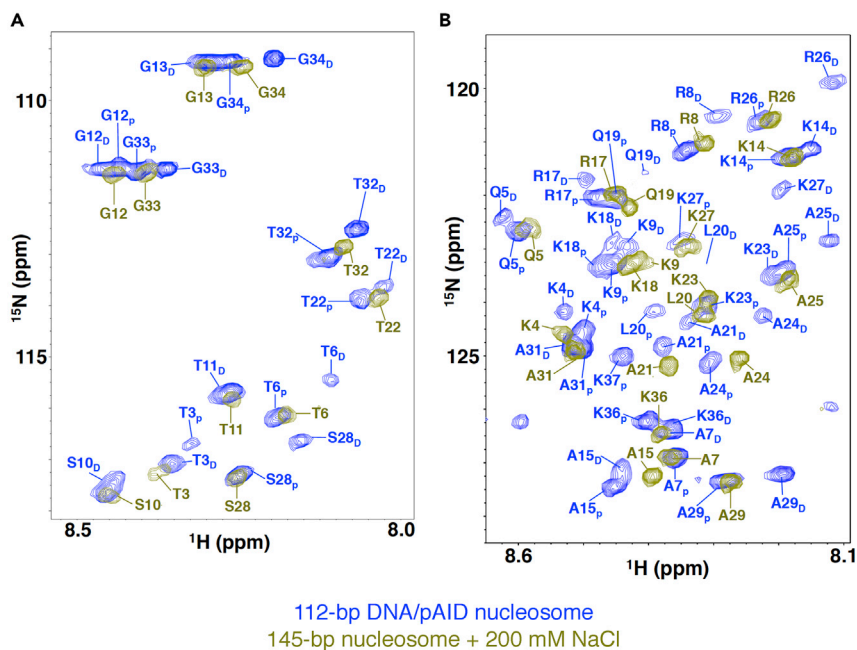 A
G13D
G34D
110
G13
G34
G34p
G12p
G12D
G33p
G33D
G12
G33
T32D
T32p
T32
T22D
T22p
T22
115
T6D
T11D
T6p
T3p
T6
T11
S28D
S10D
T3D
S28p
T3
S10
S28
15N (ppm)
8.5
8.0
1H (ppm)
B
120
R26D
R8D
R26p
R26
R8p
R8
K14D
Q19p
K14
Q19D
K14p
R17
R17D
K27D
R17p
Q19
K27p
Q5D
K18D
K9D
K27
L20D
A25D
Q5
K18p
K23D
A25p
Q5p
K9p
K18
K9
K23
A25
K4D
K4p
L20
K23p
K4
L20p
A21D
A24D
125
A31D
A21p
A31
A31p
K37p
A21
A24p
A24
K36
K36p
K36D
A7D
A15D
A15
A7
A15p
A7p
A29p
A29
A29D
15N (ppm)
8.6
8.1
1H (ppm)
112-bp DNA/pAID nucleosome
145-bp nucleosome + 200 mM NaCl